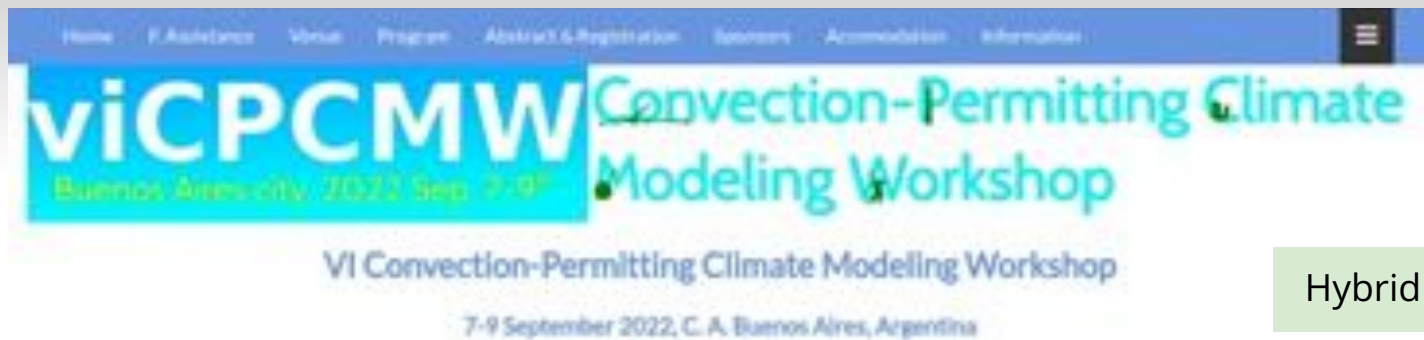 Home F. Assistance Venue Program Abstract & Registration Sponsors Accomodation Information
viCPCMW Convection-Permitting Climate
Buenos Aires city, 2022 Sep. 7-9th Modeling Workshop
VI Convection-Permitting Climate Modeling Workshop
Hybrid
7-9 September 2022, C. A. Buenos Aires, Argentina